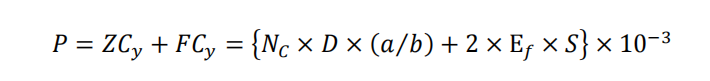 P = ZC_y + FC_y = {N_C × D × (a/b) + 2 × E_f × S} × 10⁻³